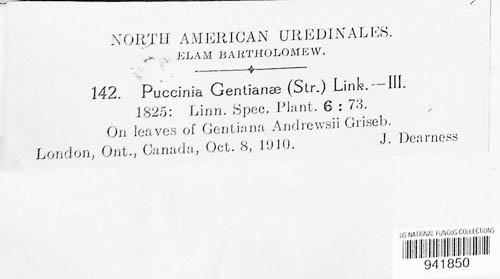 NORTH AMERICAN UREDINALES.
ELAM BARTHOLOMEW.
142. Puccinia Gentianæ (Str.) Link.—III.
1825: Linn. Spec. Plant. 6 : 73.
On leaves of Gentiana Andrewsii Griseb.
London, Ont., Canada, Oct. 8, 1910. J. Dearness
US NATIONAL FUNGUS COLLECTIONS
941850